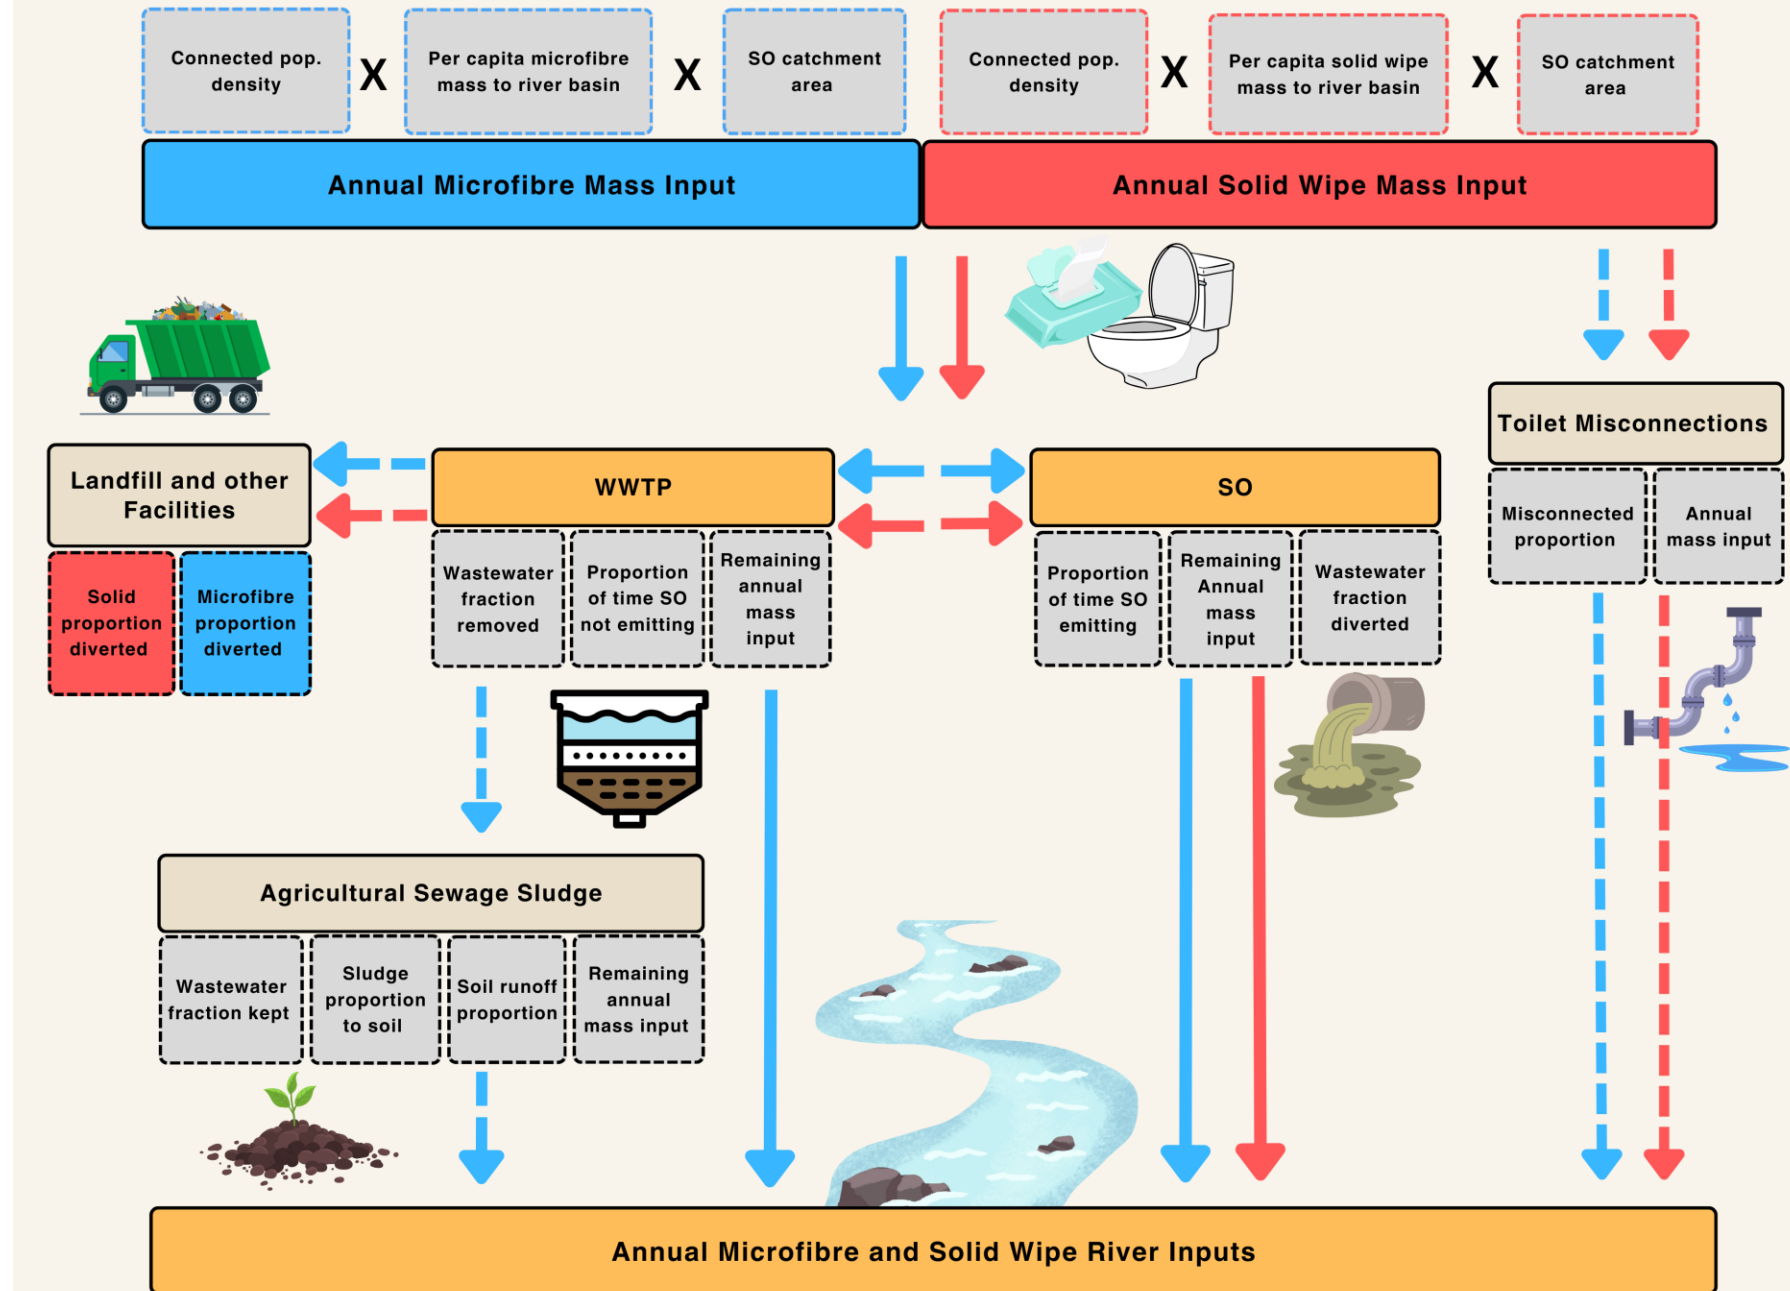 Connected pop.
density
X
Per capita microfibre
mass to river basin
X
SO catchment
area
Connected pop.
density
X
Per capita solid wipe
mass to river basin
X
SO catchment
area
Annual Microfibre Mass Input
Annual Solid Wipe Mass Input
Toilet Misconnections
Misconnected
proportion
Annual
mass input
Landfill and other
Facilities
Solid
proportion
diverted
Microfibre
proportion
diverted
WWTP
Wastewater
fraction
removed
Proportion
of time SO
not emitting
Remaining
annual
mass
input
SO
Proportion
of time SO
emitting
Remaining
Annual
mass
input
Wastewater
fraction
diverted
Agricultural Sewage Sludge
Wastewater
fraction kept
Sludge
proportion
to soil
Soil runoff
proportion
Remaining
annual
mass input
Annual Microfibre and Solid Wipe River Inputs